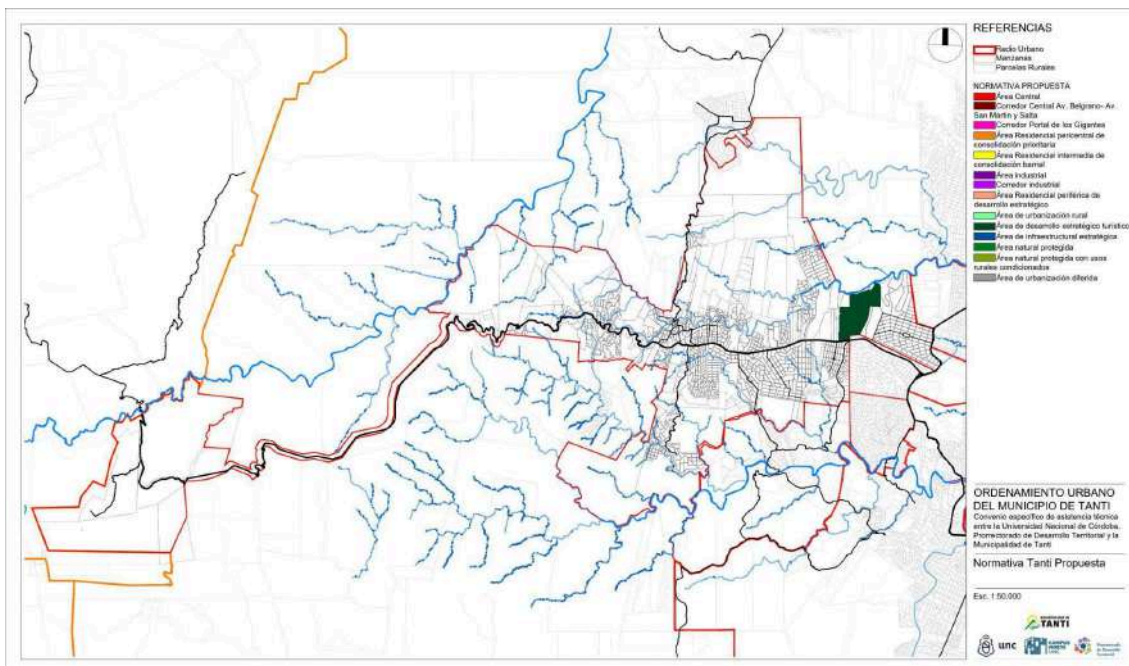 REFERENCIAS
Radio Urbano
Manzanas
Parcelas Rurales
NORMATIVA PROPUESTA
Área Central
Corredor Central Av. Belgrano- Av.
San Martin y Salta
Corredor Portal de los Gigantes
Área Residencial pericentral de
consolidación prioritaria
Área Residencial intermedia de
consolidación barrial
Área Industrial
Corredor industrial
Área Residencial periférica de
desarrollo estratégico
Área de urbanización rural
Área de desarrollo estratégico turístico
Área de infraestructural estratégica
Área natural protegida
Área natural protegida con usos
rurales condicionados
Área de urbanización diferida
ORDENAMIENTO URBANO
DEL MUNICIPIO DE TANTI
Convenio específico de asistencia técnica
entre la Universidad Nacional de Córdoba,
Prorrectorado de Desarrollo Territorial y la
Municipalidad de Tanti
Normativa Tanti Propuesta
Esc. 1:50.000
TANTI
unc